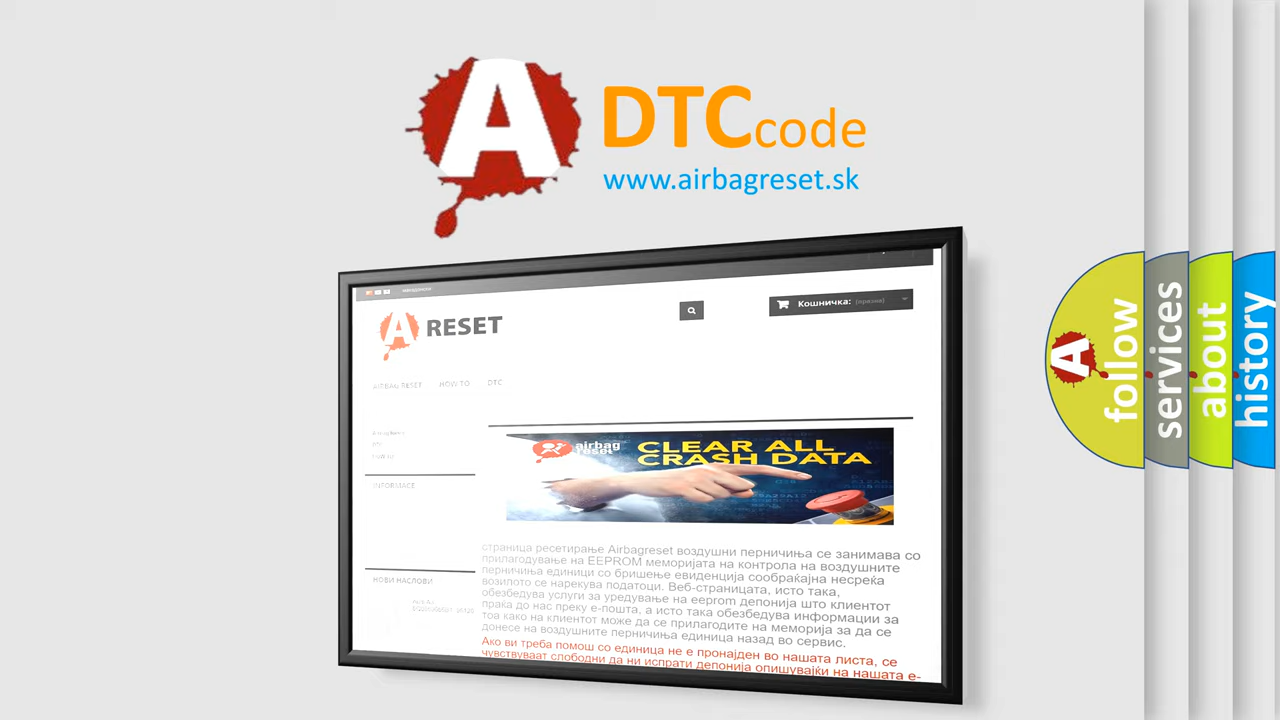 A
DTCcode
www.airbagreset.sk
A RESET
Кошничка: (празна)
AIRBAG RESET HOW TO DTC
INFORMACE
airbag
reset
CLEAR ALL
CRASH DATA
страница ресетирање Airbagreset воздушни перничиња се занимава со
прилагодување на EEPROM меморијата на контрола на воздушните
перничиња единици со бришење евиденција сообраќајна несреќа
возилото се нарекува податоци. Веб-страницата, исто така,
обезбедува услуги за уредување на eeprom депонија што клиентот
праќа до нас преку е-пошта, а исто така обезбедува информации за
тоа како на клиентот може да се прилагодите на меморија за да се
донесе на воздушните перничиња единица назад во сервис.
Ако ви треба помош со единица не е пронајден во нашата листа, се
чувствуваат слободни да ни испрати депонија опишувајќи на нашата е-
НОВИ НАСЛОВИ
A
follow
services
about
history